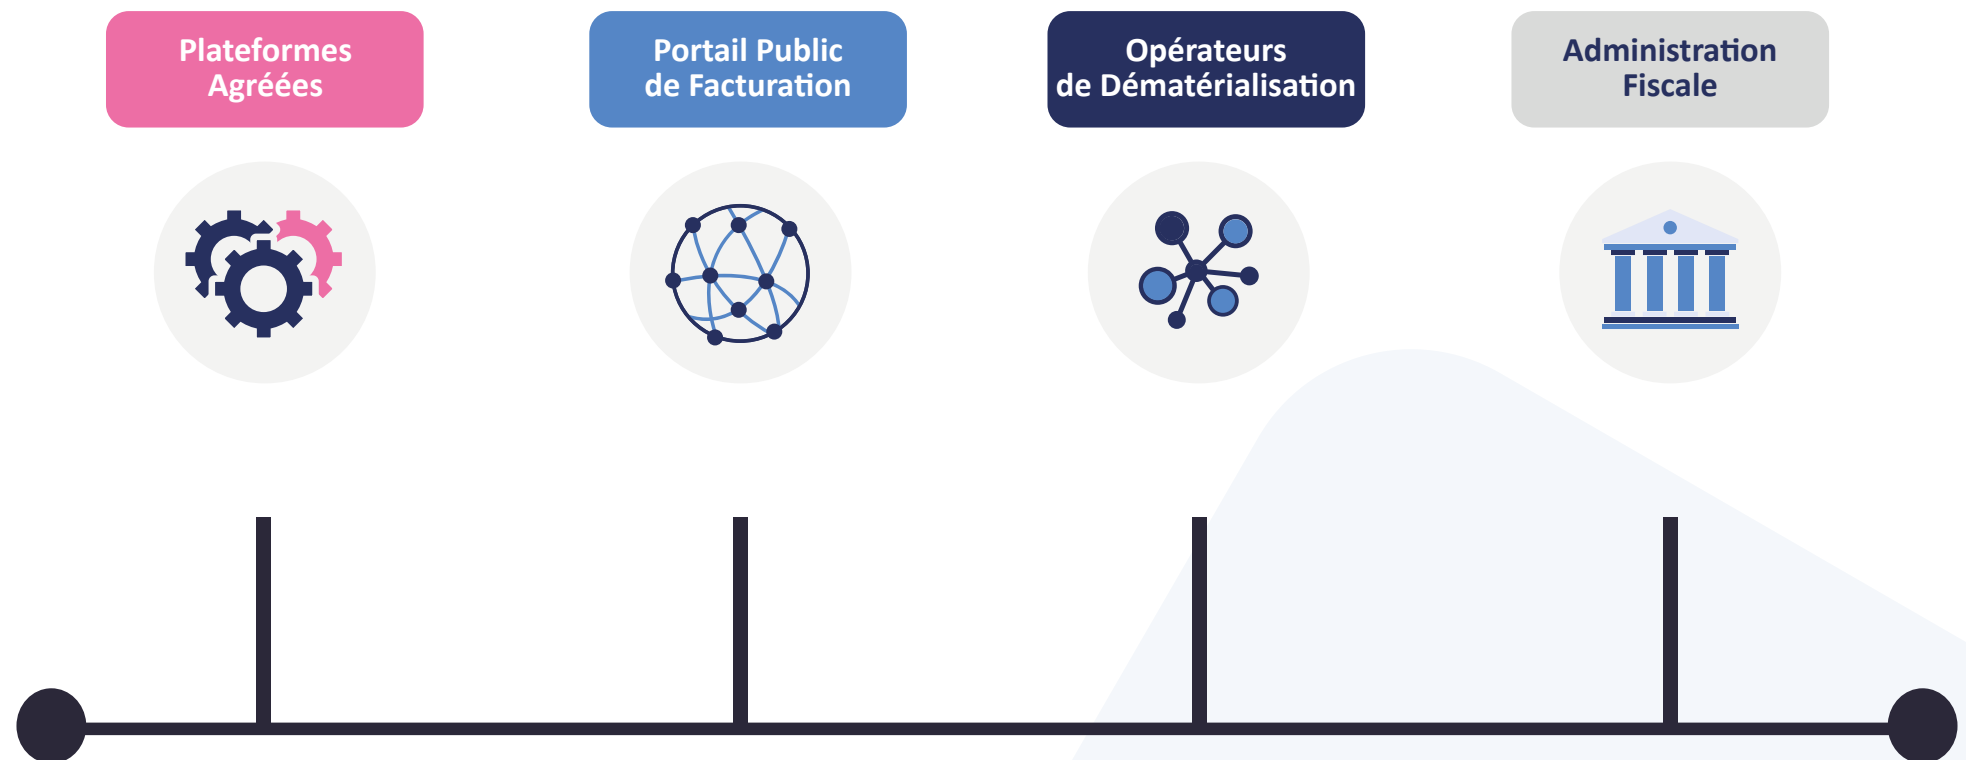 Plateformes
Agréées
Portail Public
de Facturation
Opérateurs
de Dématérialisation
Administration
Fiscale